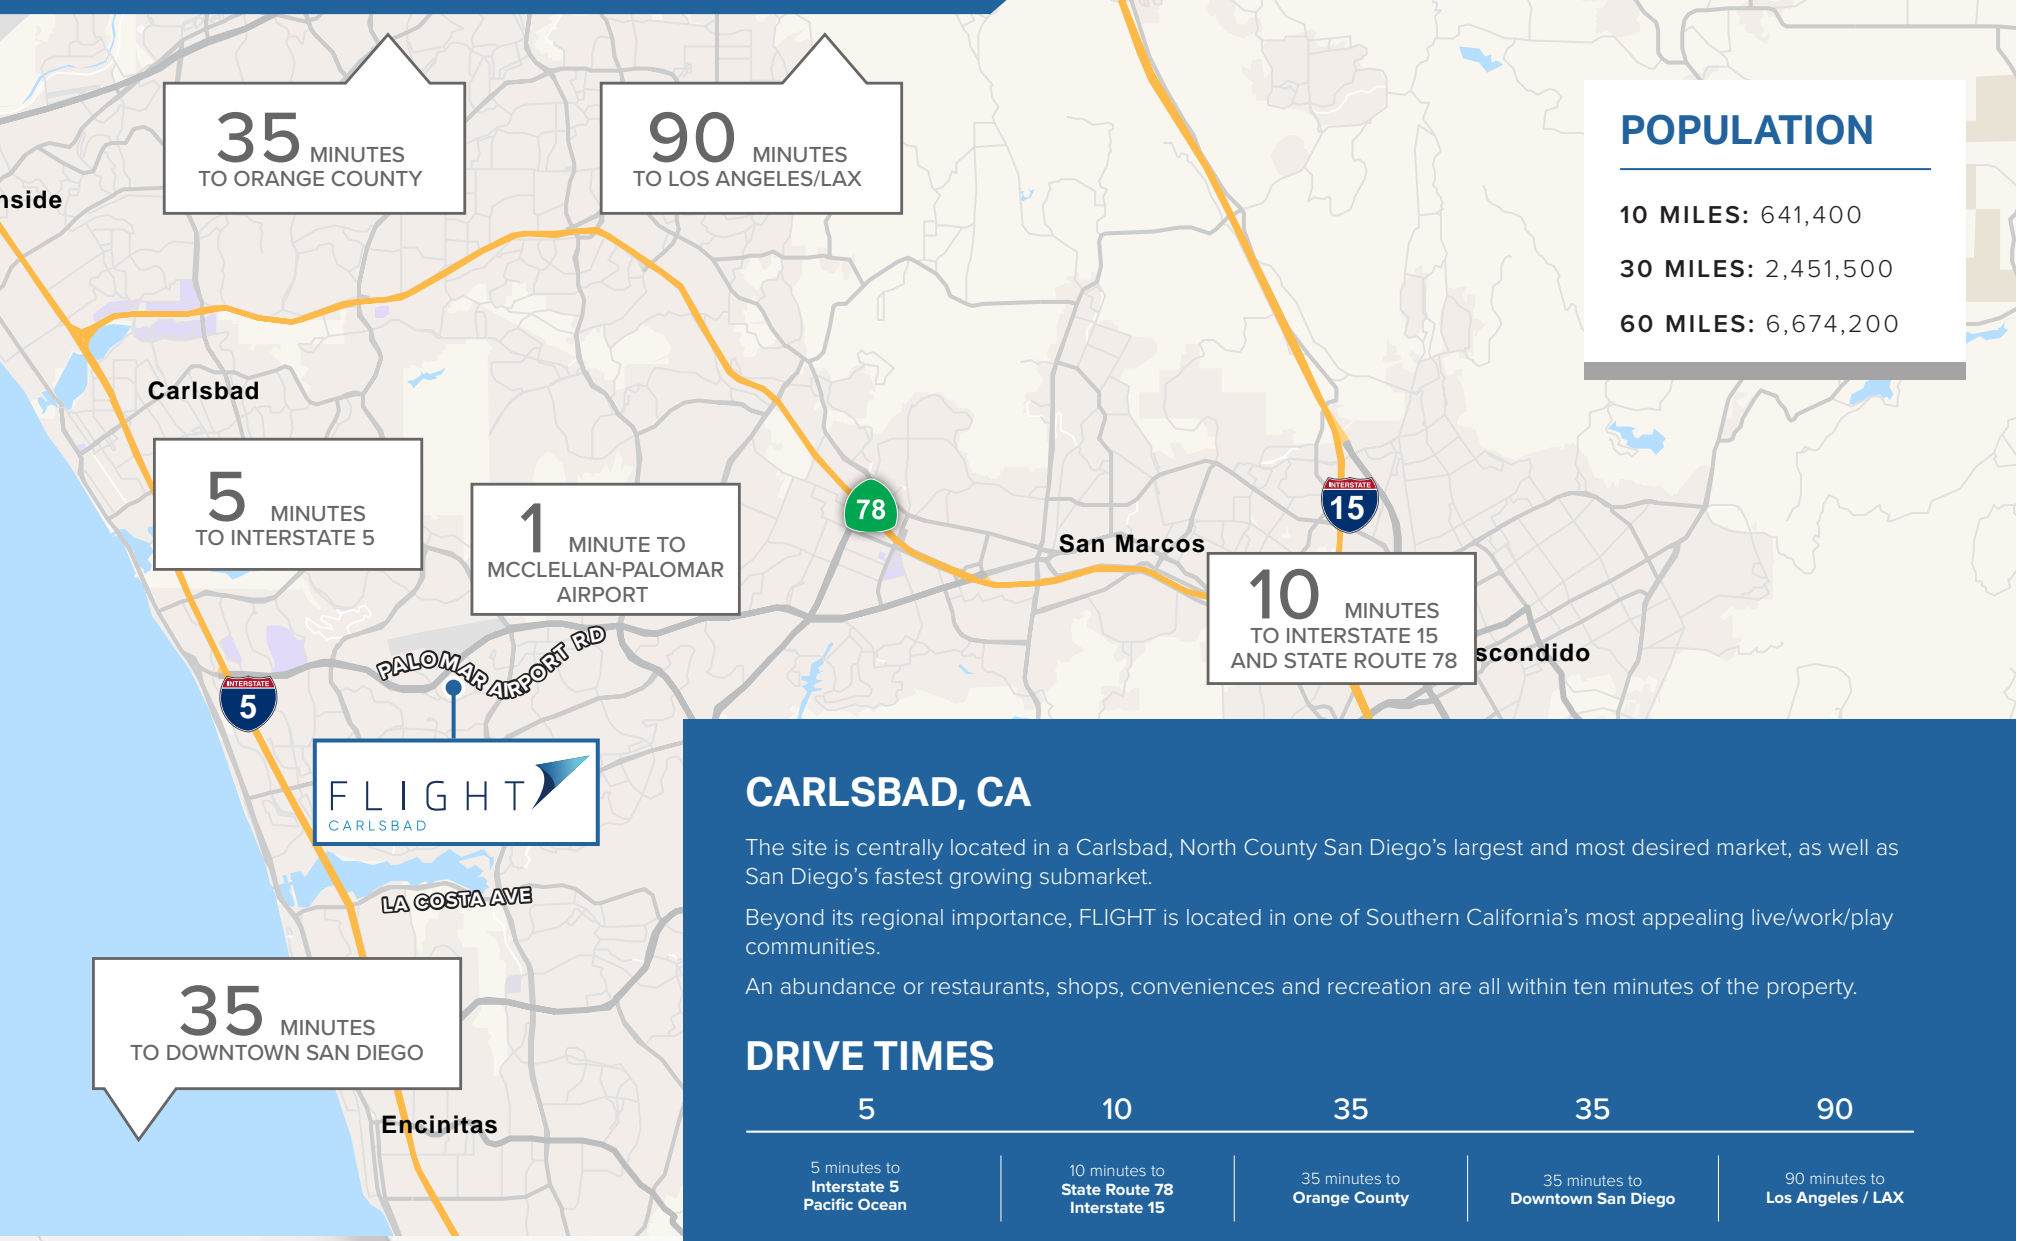 35 MINUTES
TO ORANGE COUNTY
90 MINUTES
TO LOS ANGELES/LAX
POPULATION
10 MILES: 641,400
30 MILES: 2,451,500
60 MILES: 6,674,200
nside
Carlsbad
5 MINUTES
TO INTERSTATE 5
1 MINUTE TO
MCCLELLAN-PALOMAR
AIRPORT
78
San Marcos
INTERSTATE
15
10 MINUTES
TO INTERSTATE 15
AND STATE ROUTE 78
scondido
PALOMAR AIRPORT RD
INTERSTATE
5
FLIGHT
CARLSBAD
LA COSTA AVE
35 MINUTES
TO DOWNTOWN SAN DIEGO
Encinitas
CARLSBAD, CA
The site is centrally located in a Carlsbad, North County San Diego's largest and most desired market, as well as
San Diego's fastest growing submarket.
Beyond its regional importance, FLIGHT is located in one of Southern California's most appealing live/work/play
communities.
An abundance or restaurants, shops, conveniences and recreation are all within ten minutes of the property.
DRIVE TIMES
5 10 35 35 90
5 minutes to
Interstate 5
Pacific Ocean
10 minutes to
State Route 78
Interstate 15
35 minutes to
Orange County
35 minutes to
Downtown San Diego
90 minutes to
Los Angeles / LAX